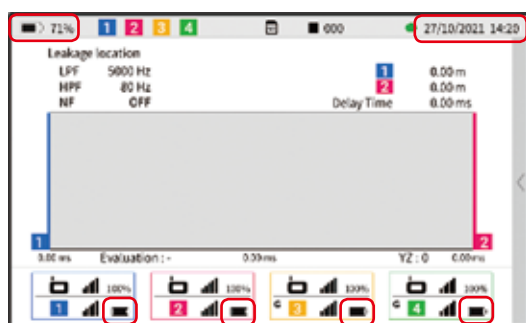 71% 1 2 3 4 000 27/10/2021 14:20
Leakage location
LPF 5000 Hz 1 0.00 m
HPF 80 Hz 2 0.00 m
NF OFF Delay Time 0.00 ms
1 2
0.00 ms Evaluation : - 0.00 ms YZ : 0 0.00 ms
100% 100% 100% 100%
1 2 G 3 G 4